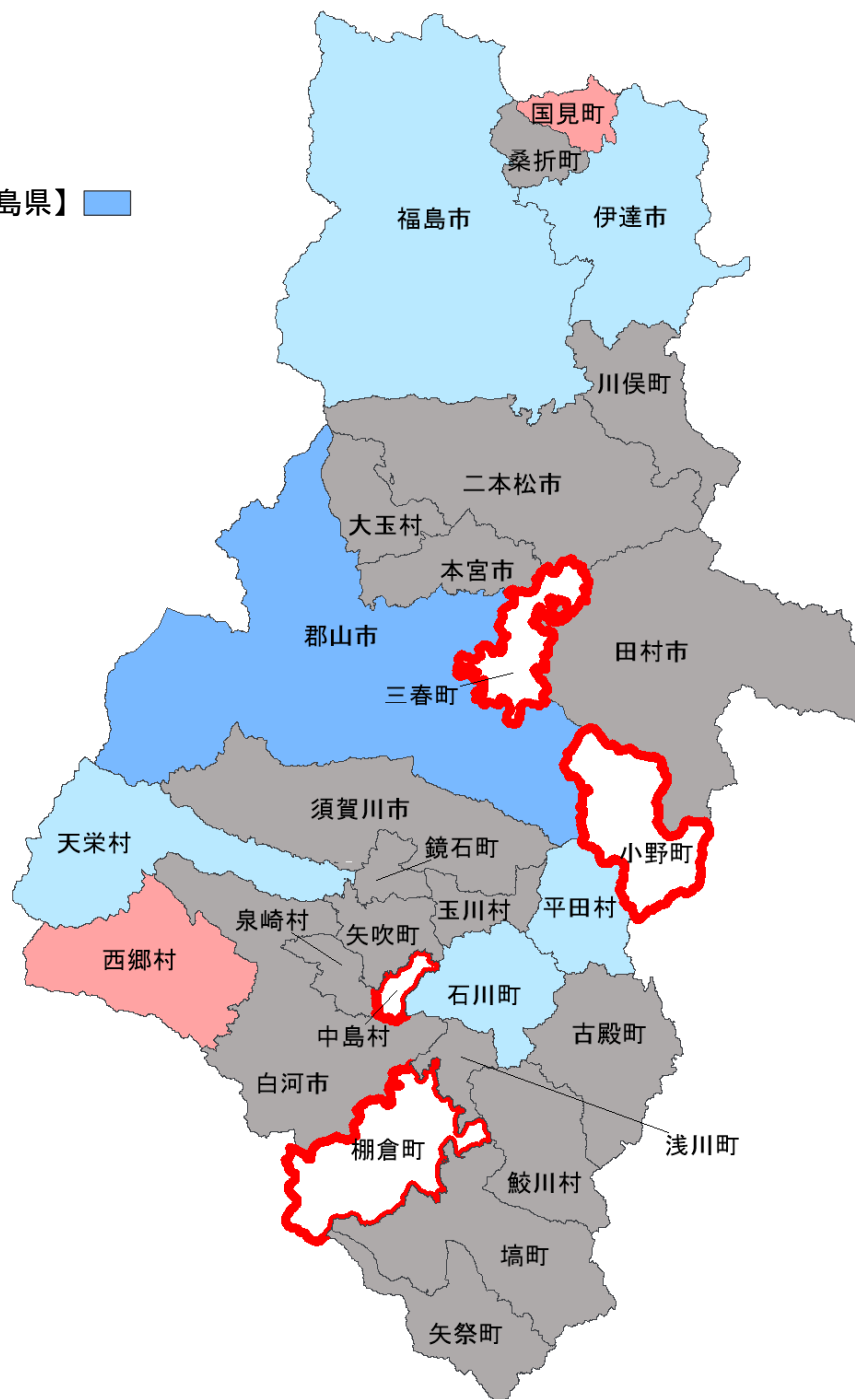 国見町
桑折町
島県】
福島市
伊達市
川俣町
二本松市
大玉村
本宮市
郡山市
田村市
三春町
須賀川市
天栄村
鏡石町
小野町
泉崎村
矢吹町
玉川村
平田村
西郷村
石川町
中島村
古殿町
白河市
浅川町
棚倉町
鮫川村
塙町
矢祭町